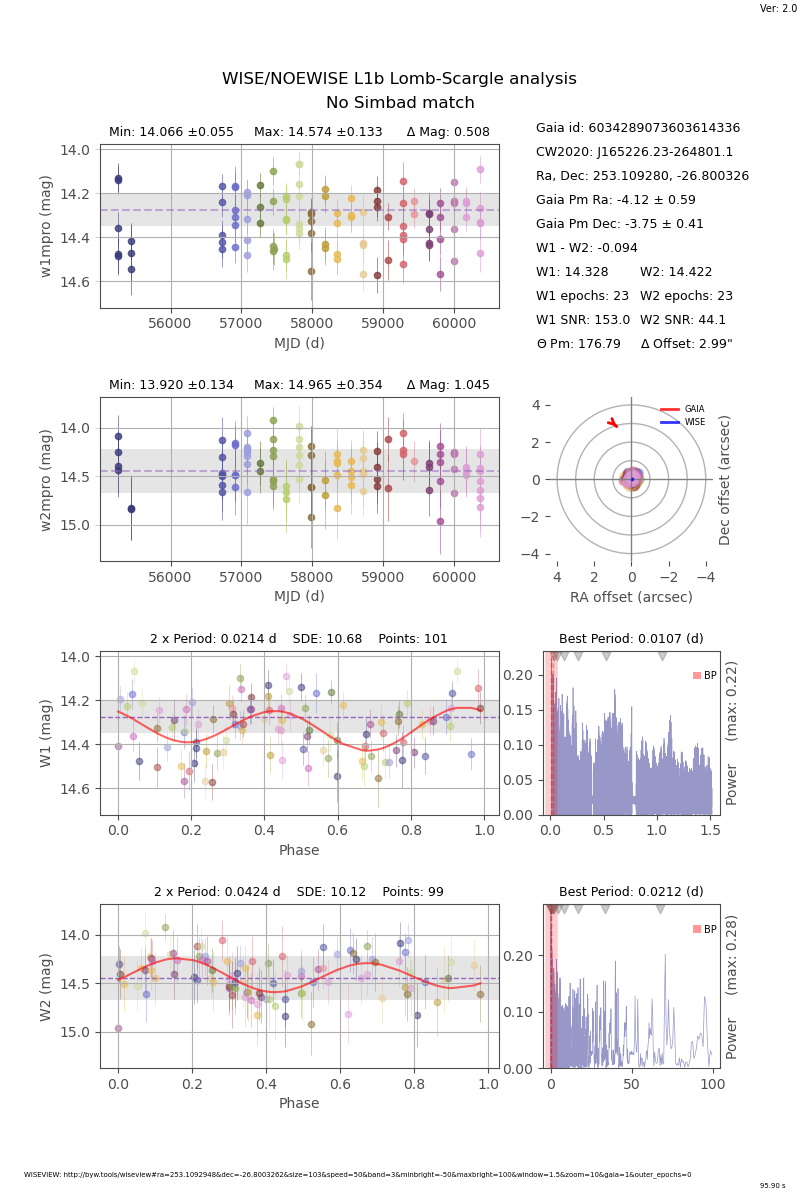 Ver: 2.0
WISE/NOEWISE L1b Lomb-Scargle analysis
No Simbad match
Min: 14.066 ±0.055 Max: 14.574 ±0.133 Δ Mag: 0.508
14.0
14.2
14.4
14.6
w1mpro (mag)
56000 57000 58000 59000 60000
MJD (d)
Gaia id: 6034289073603614336
CW2020: J165226.23-264801.1
Ra, Dec: 253.109280, -26.800326
Gaia Pm Ra: -4.12 ± 0.59
Gaia Pm Dec: -3.75 ± 0.41
W1 - W2: -0.094
W1: 14.328 W2: 14.422
W1 epochs: 23 W2 epochs: 23
W1 SNR: 153.0 W2 SNR: 44.1
Θ Pm: 176.79 Δ Offset: 2.99"
Min: 13.920 ±0.134 Max: 14.965 ±0.354 Δ Mag: 1.045
14.0
14.5
15.0
w2mpro (mag)
56000 57000 58000 59000 60000
MJD (d)
GAIA
WISE
4
2
0
−2
−4
4 2 0 −2 −4
RA offset (arcsec)
Dec offset (arcsec)
2 x Period: 0.0214 d SDE: 10.68 Points: 101
14.0
14.2
14.4
14.6
W1 (mag)
0.0 0.2 0.4 0.6 0.8 1.0
Phase
Best Period: 0.0107 (d)
BP
0.20
0.15
0.10
0.05
0.00
0.0 0.5 1.0 1.5
Power (max: 0.22)
2 x Period: 0.0424 d SDE: 10.12 Points: 99
14.0
14.5
15.0
W2 (mag)
0.0 0.2 0.4 0.6 0.8 1.0
Phase
Best Period: 0.0212 (d)
BP
0.20
0.10
0.00
0 50 100
Power (max: 0.28)
WISEVIEW: http://byw.tools/wiseview#ra=253.1092948&dec=-26.8003262&size=103&speed=50&band=3&minbright=-50&maxbright=100&window=1.5&zoom=10&gaia=1&outer_epochs=0
95.90 s